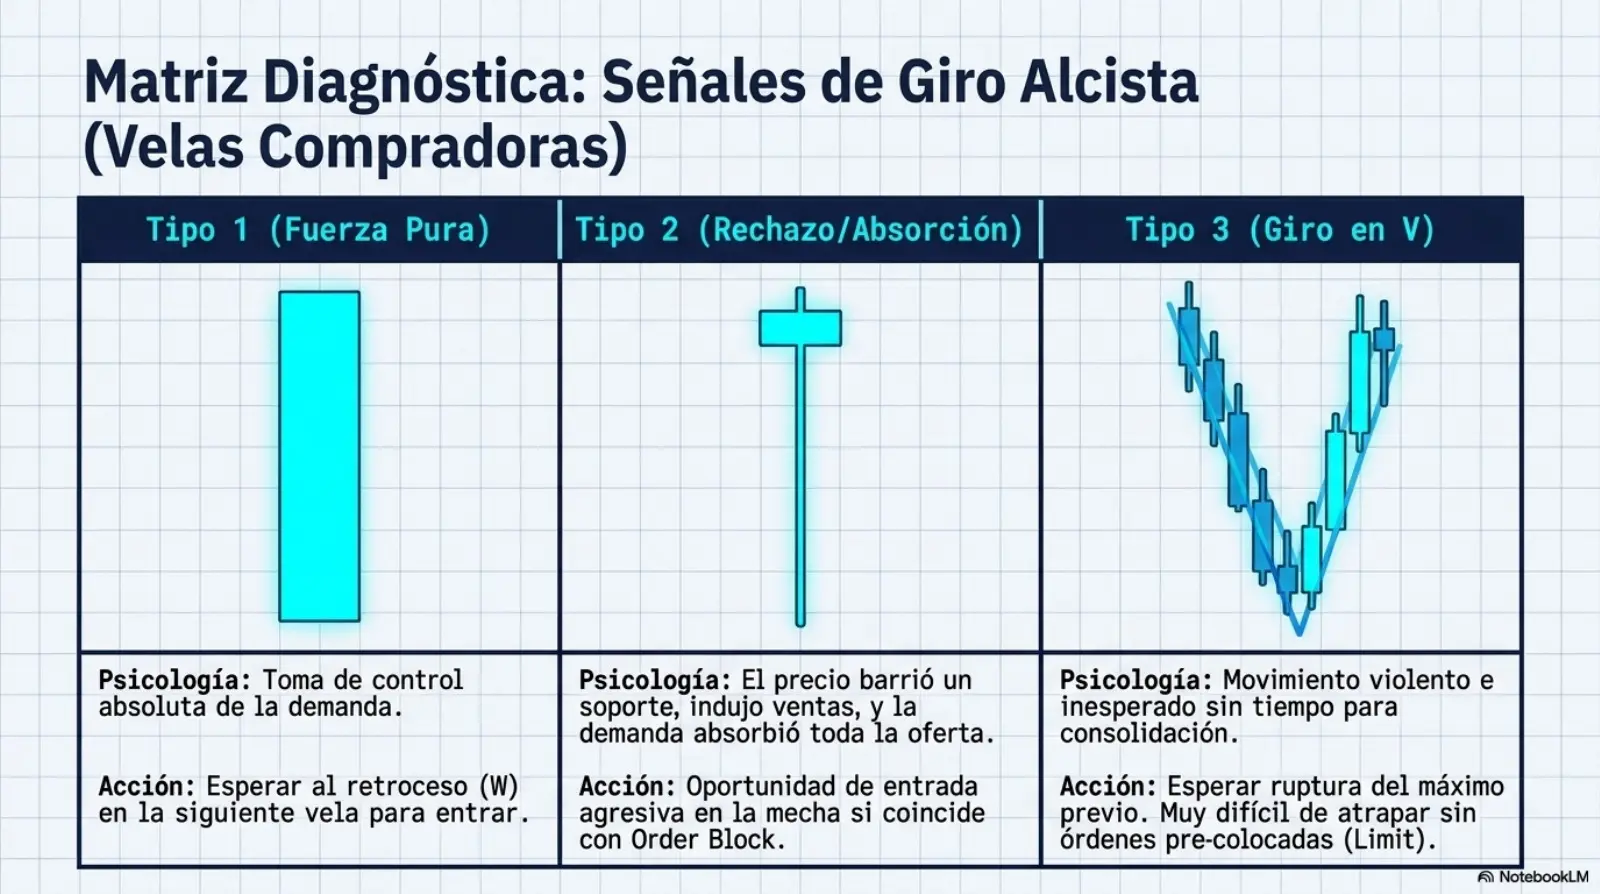 Matriz Diagnóstica: Señales de Giro Alcista
(Velas Compradoras)
Tipo 1 (Fuerza Pura)
Tipo 2 (Rechazo/Absorción)
Tipo 3 (Giro en V)
Psicología: Toma de control
absoluta de la demanda.
Acción: Esperar al retroceso (W)
en la siguiente vela para entrar.
Psicología: El precio barrió un
soporte, indujo ventas, y la
demanda absorbió toda la oferta.
Acción: Oportunidad de entrada
agresiva en la mecha si coincide
con Order Block.
Psicología: Movimiento violento e
inesperado sin tiempo para
consolidación.
Acción: Esperar ruptura del máximo
previo. Muy difícil de atrapar sin
órdenes pre-colocadas (Limit).
NotebookLM